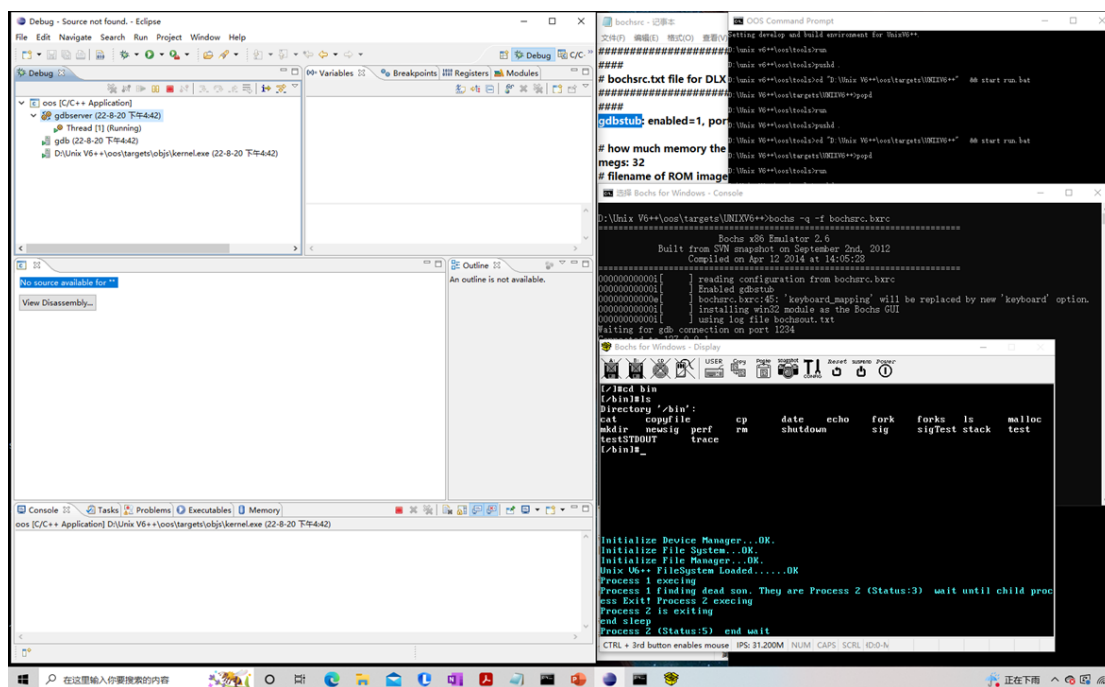 Debug - Source not found. - Eclipse
File Edit Navigate Search Run Project Window Help
Debug C/C-
Debug
oos [C/C++ Application]
gdbserver (22-8-20 下午4:42)
Thread [1] (Running)
gdb (22-8-20 下午4:42)
D:\Unix V6++\oos\targets\objs\kernel.exe (22-8-20 下午4:42)
Variables Breakpoints Registers Modules
No source available for ""
View Disassembly...
Outline
An outline is not available.
Console Tasks Problems Executables Memory
oos [C/C++ Application] D:\Unix V6++\oos\targets\objs\kernel.exe (22-8-20 下午4:42)
bochsrc - 记事本
文件(F) 编辑(E) 格式(O) 查看(V)
####
# bochsrc.txt file for DLX
####
gdbstub: enabled=1, por
# how much memory the
megs: 32
# filename of ROM image
OOS Command Prompt
Setting develop and build environment for UnixV6++.
D:\unix v6++\oos\tools>run
D:\Unix V6++\oos\tools>pushd .
D:\Unix V6++\oos\tools>cd "D:\Unix V6++\oos\targets\UNIXV6++" && start run.bat
D:\Unix V6++\oos\targets\UNIXV6++>popd
D:\Unix V6++\oos\tools>run
D:\Unix V6++\oos\tools>pushd .
D:\Unix V6++\oos\tools>cd "D:\Unix V6++\oos\targets\UNIXV6++" && start run.bat
D:\Unix V6++\oos\targets\UNIXV6++>popd
D:\Unix V6++\oos\tools>run
选择 Bochs for Windows - Console
D:\Unix V6++\oos\targets\UNIXV6++>bochs -q -f bochsrc.bxrc
Bochs x86 Emulator 2.6
Built from SVN snapshot on September 2nd, 2012
Compiled on Apr 12 2014 at 14:05:28
00000000000i[ ] reading configuration from bochsrc.bxrc
00000000000i[ ] Enabled gdbstub
00000000000e[ ] bochsrc.bxrc:45: 'keyboard_mapping' will be replaced by new 'keyboard' option.
00000000000i[ ] installing win32 module as the Bochs GUI
00000000000i[ ] using log file bochsout.txt
Waiting for gdb connection on port 1234
Bochs for Windows - Display
USER Copy Paste snapshot CONFIG Reset SUSPEND Power
[/]#cd bin
[/bin]#ls
Directory '/bin':
cat copyfile cp date echo fork forks ls malloc
mkdir newsig perf rm shutdown sig sigTest stack test
testSTDOUT trace
[/bin]#_
Initialize Device Manager...OK.
Initialize File System...OK.
Initialize File Manager...OK.
Unix V6++ FileSystem Loaded......OK
Process 1 execing
Process 1 finding dead son. They are Process 2 (Status:3) wait until child proc
ess Exit! Process 2 execing
Process 2 is exiting
end sleep
Process 2 (Status:5) end wait
CTRL + 3rd button enables mouse IPS: 31.200M NUM CAPS SCRL
在这里输入你要搜索的内容
正在下雨